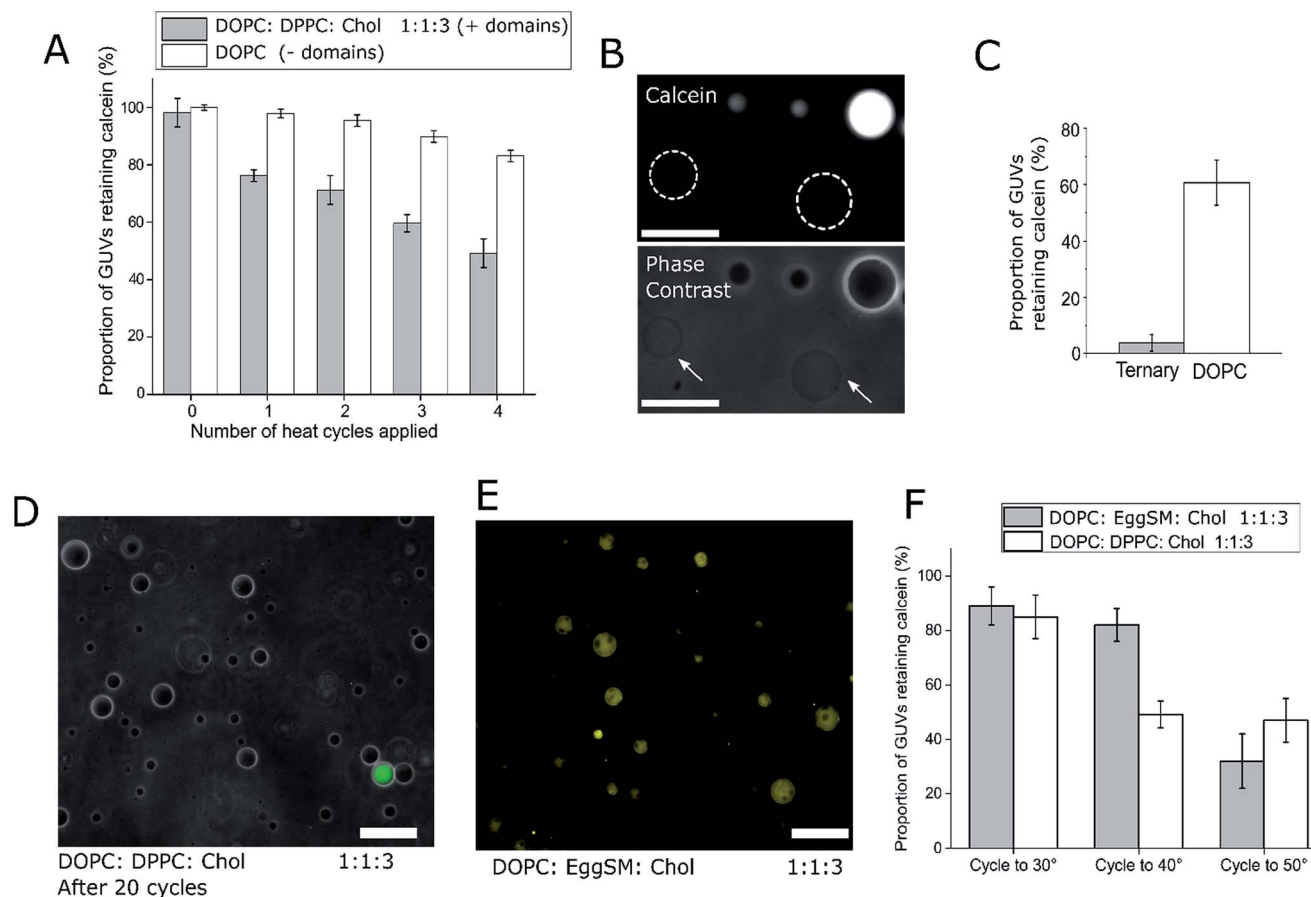 A
DOPC: DPPC: Chol 1:1:3 (+ domains)
DOPC (- domains)
Proportion of GUVs retaining calcein (%)
100
80
60
40
20
0
0 1 2 3 4
Number of heat cycles applied
B
Calcein
Phase
Contrast
C
Proportion of GUVs
retaining calcein (%)
80
60
40
20
0
Ternary DOPC
D
DOPC: DPPC: Chol 1:1:3
After 20 cycles
E
DOPC: EggSM: Chol 1:1:3
F
DOPC: EggSM: Chol 1:1:3
DOPC: DPPC: Chol 1:1:3
Proportion of GUVs retaining calcein (%)
100
80
60
40
20
0
Cycle to 30° Cycle to 40° Cycle to 50°